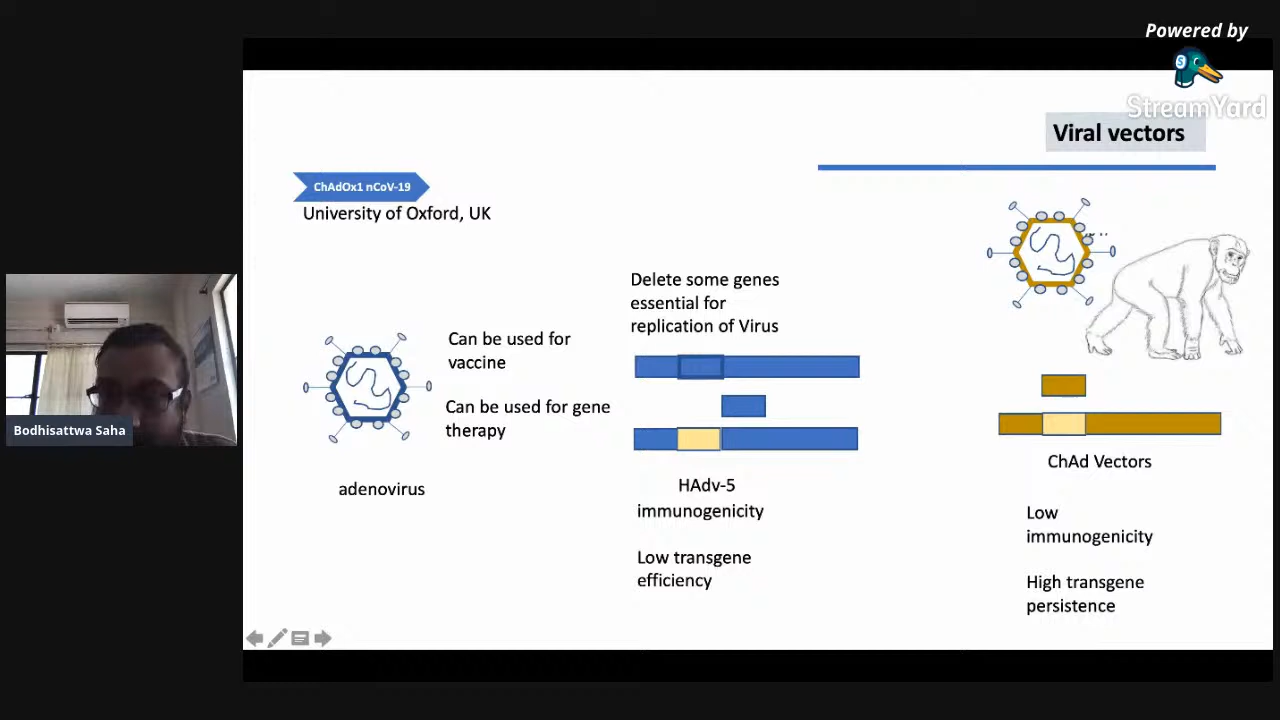 Powered by
StreamYard
Viral vectors
ChAdOx1 nCoV-19
University of Oxford, UK
Delete some genes
essential for
replication of Virus
Can be used for
vaccine
Can be used for gene
therapy
Bodhisattwa Saha
adenovirus
HAdv-5
immunogenicity
Low transgene
efficiency
ChAd Vectors
Low
immunogenicity
High transgene
persistence